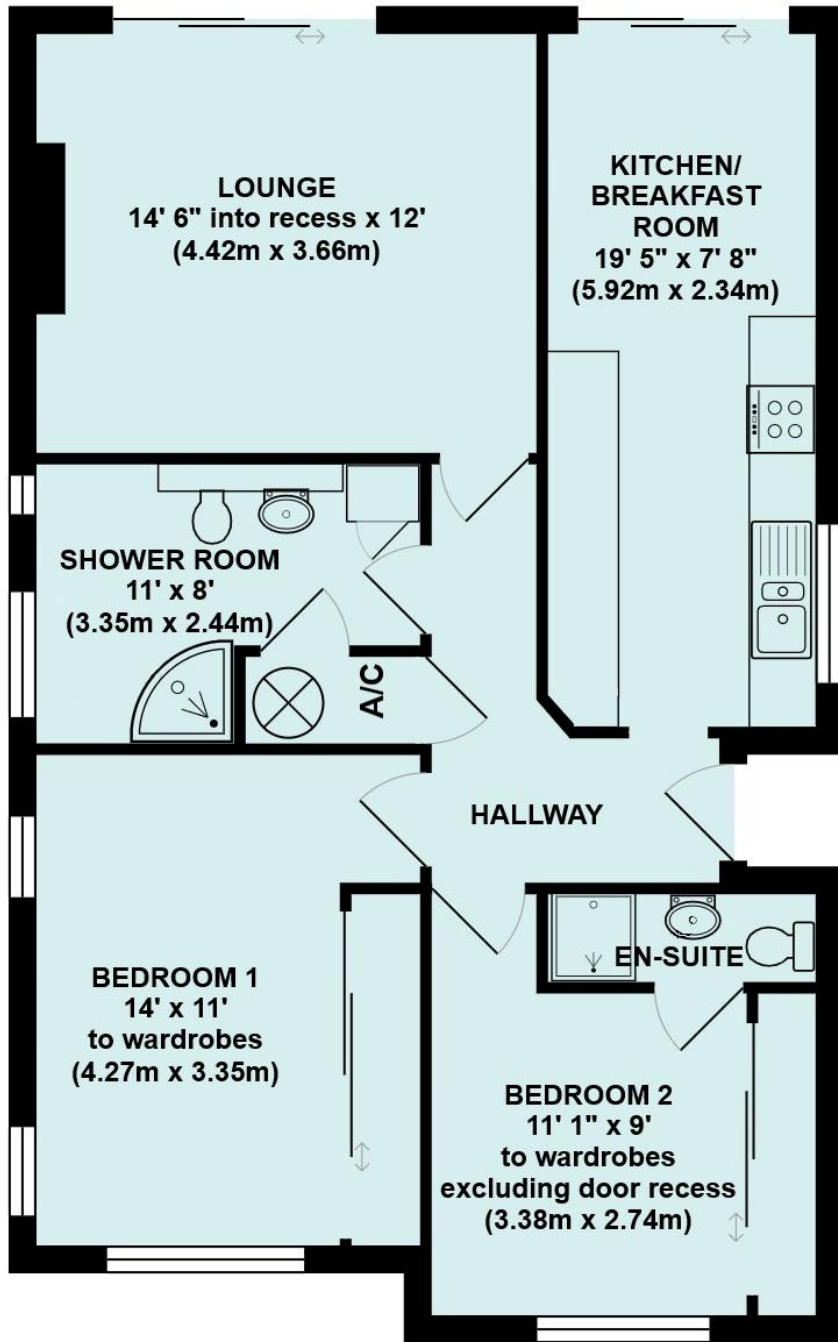 LOUNGE
14' 6" into recess x 12'
(4.42m x 3.66m)
KITCHEN/
BREAKFAST
ROOM
19' 5" x 7' 8"
(5.92m x 2.34m)
SHOWER ROOM
11' x 8'
(3.35m x 2.44m)
A/C
HALLWAY
BEDROOM 1
14' x 11'
to wardrobes
(4.27m x 3.35m)
EN-SUITE
BEDROOM 2
11' 1" x 9'
to wardrobes
excluding door recess
(3.38m x 2.74m)